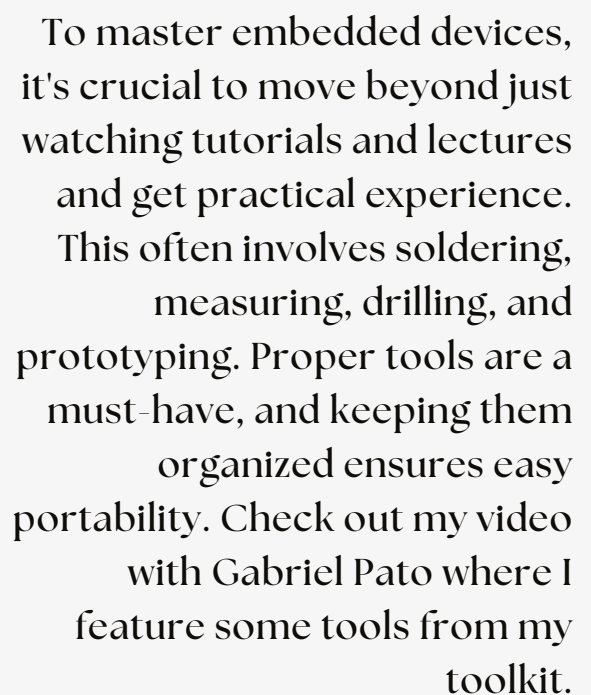 To master embedded devices,
it's crucial to move beyond just
watching tutorials and lectures
and get practical experience.
This often involves soldering,
measuring, drilling, and
prototyping. Proper tools are a
must-have, and keeping them
organized ensures easy
portability. Check out my video
with Gabriel Pato where I
feature some tools from my
toolkit.